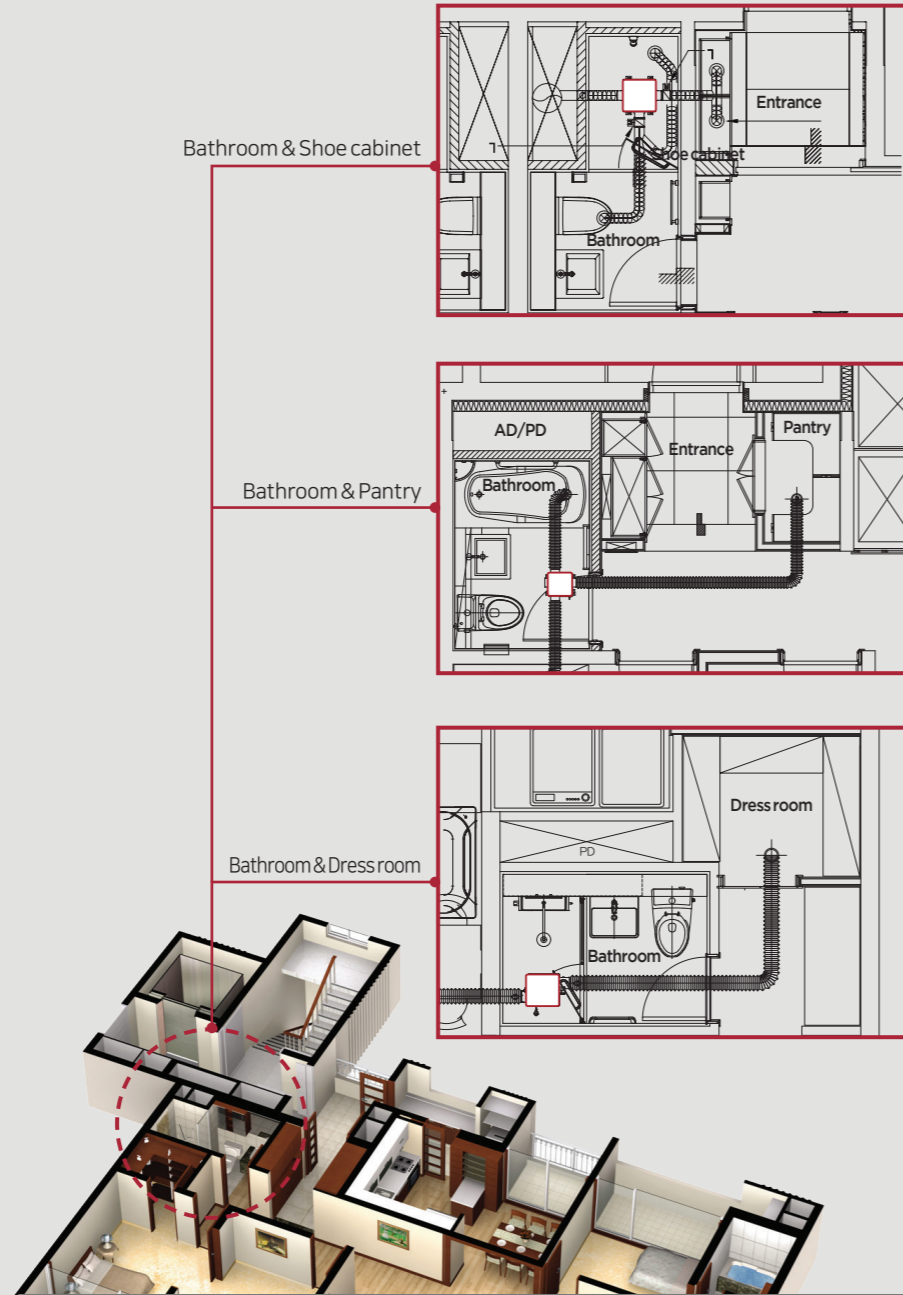 Bathroom & Shoe cabinet
Entrance
Shoe cabinet
Bathroom
Bathroom & Pantry
AD/PD
Entrance
Pantry
Bathroom
Bathroom & Dress room
Dress room
PD
Bathroom